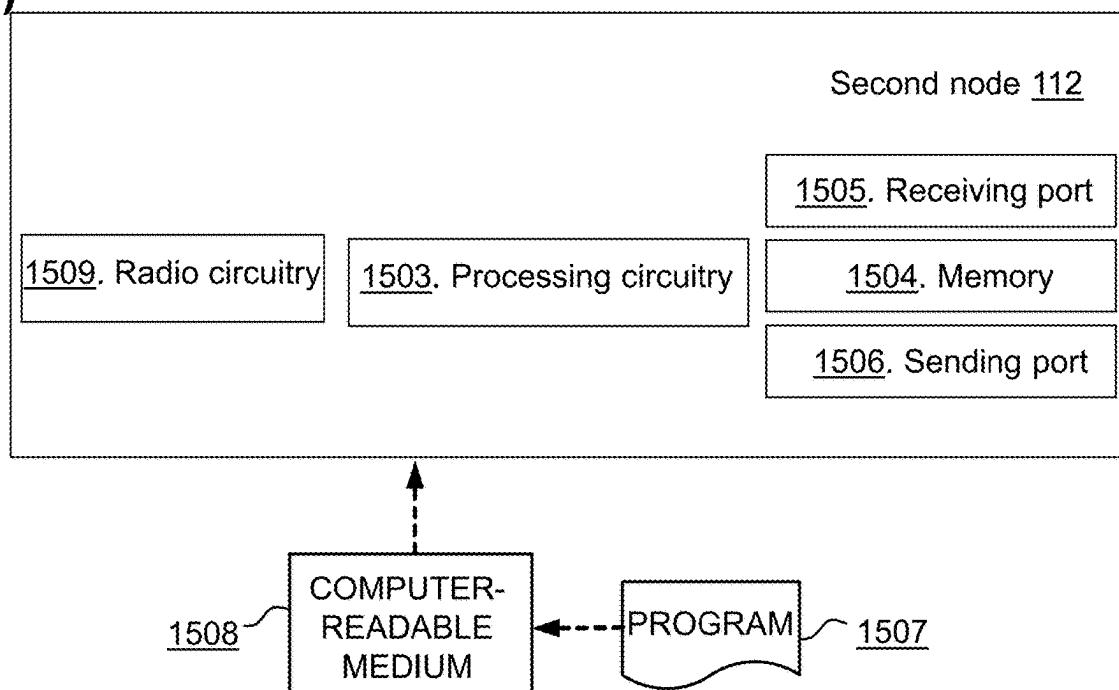 Second node 112
1505. Receiving port
1509. Radio circuitry
1503. Processing circuitry
1504. Memory
1506. Sending port
COMPUTER-
READABLE
MEDIUM
1508
PROGRAM
1507